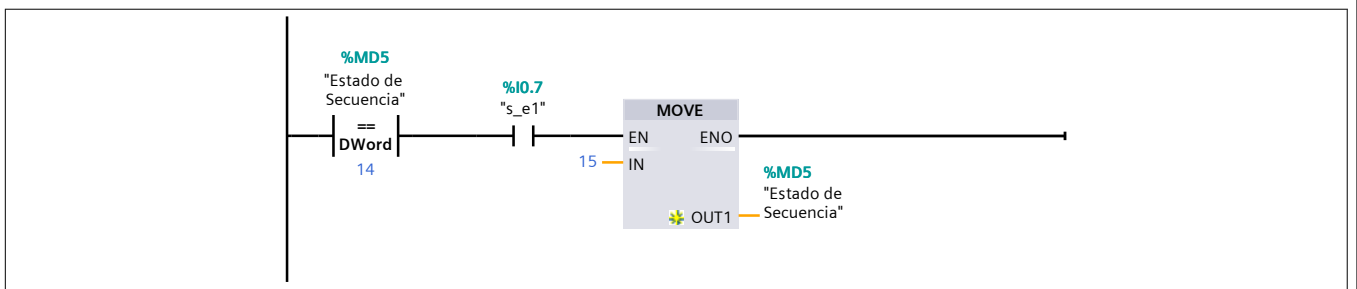 %MD5
"Estado de
Secuencia"
==
DWord
14
%I0.7
"s_e1"
MOVE
EN ENO
15 IN
OUT1
%MD5
"Estado de
Secuencia"